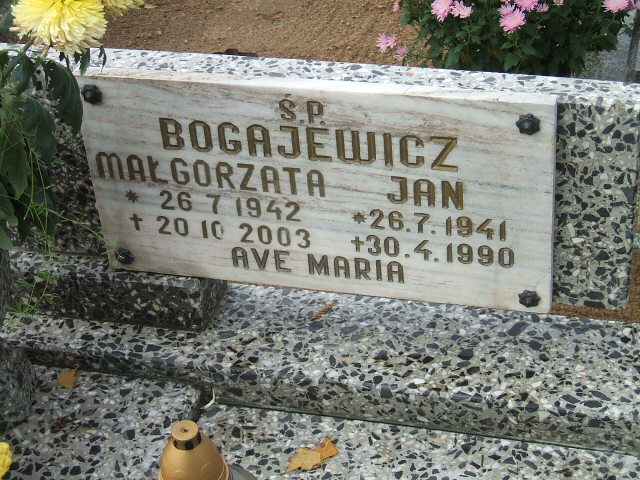 Ś.P.
BOGAJEWICZ
MAŁGORZATA JAN
* 26 7 1942 *26.7.1941
+ 20 10 2003 +30.4.1990
AVE MARIA